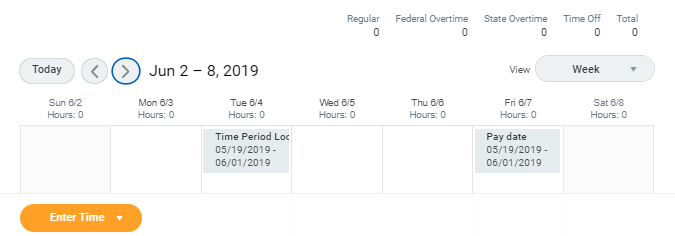 Regular Federal Overtime State Overtime Time Off Total
0 0 0 0 0
Today Jun 2 – 8, 2019 View Week
Sun 6/2 Mon 6/3 Tue 6/4 Wed 6/5 Thu 6/6 Fri 6/7 Sat 6/8
Hours: 0 Hours: 0 Hours: 0 Hours: 0 Hours: 0 Hours: 0 Hours: 0
Time Period Loc Pay date
05/19/2019 - 05/19/2019 -
06/01/2019 06/01/2019
Enter Time